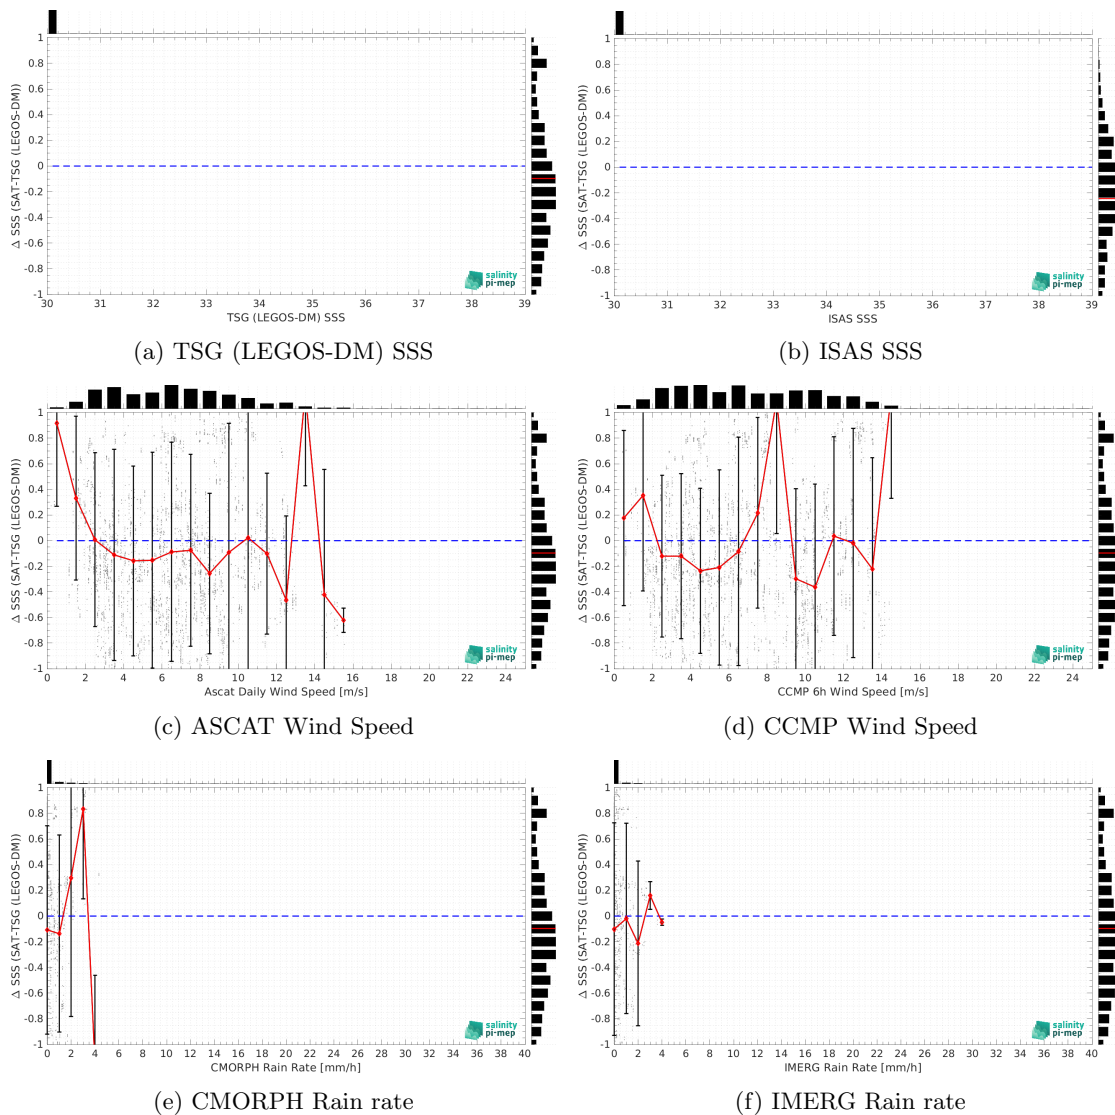 1
0.8
0.6
0.4
0.2
0
-0.2
-0.4
-0.6
-0.8
-1
Δ SSS (SAT-TSG (LEGOS-DM))
30 31 32 33 34 35 36 37 38 39
TSG (LEGOS-DM) SSS
salinity
pi-mep
(a) TSG (LEGOS-DM) SSS
1
0.8
0.6
0.4
0.2
0
-0.2
-0.4
-0.6
-0.8
-1
Δ SSS (SAT-TSG (LEGOS-DM))
30 31 32 33 34 35 36 37 38 39
ISAS SSS
salinity
pi-mep
(b) ISAS SSS
1
0.8
0.6
0.4
0.2
0
-0.2
-0.4
-0.6
-0.8
-1
Δ SSS (SAT-TSG (LEGOS-DM))
0 2 4 6 8 10 12 14 16 18 20 22 24
Ascat Daily Wind Speed [m/s]
salinity
pi-mep
(c) ASCAT Wind Speed
1
0.8
0.6
0.4
0.2
0
-0.2
-0.4
-0.6
-0.8
-1
Δ SSS (SAT-TSG (LEGOS-DM))
0 2 4 6 8 10 12 14 16 18 20 22 24
CCMP 6h Wind Speed [m/s]
salinity
pi-mep
(d) CCMP Wind Speed
1
0.8
0.6
0.4
0.2
0
-0.2
-0.4
-0.6
-0.8
-1
Δ SSS (SAT-TSG (LEGOS-DM))
0 2 4 6 8 10 12 14 16 18 20 22 24 26 28 30 32 34 36 38 40
CMORPH Rain Rate [mm/h]
salinity
pi-mep
(e) CMORPH Rain rate
1
0.8
0.6
0.4
0.2
0
-0.2
-0.4
-0.6
-0.8
-1
Δ SSS (SAT-TSG (LEGOS-DM))
0 2 4 6 8 10 12 14 16 18 20 22 24 26 28 30 32 34 36 38 40
IMERG Rain Rate [mm/h]
salinity
pi-mep
(f) IMERG Rain rate